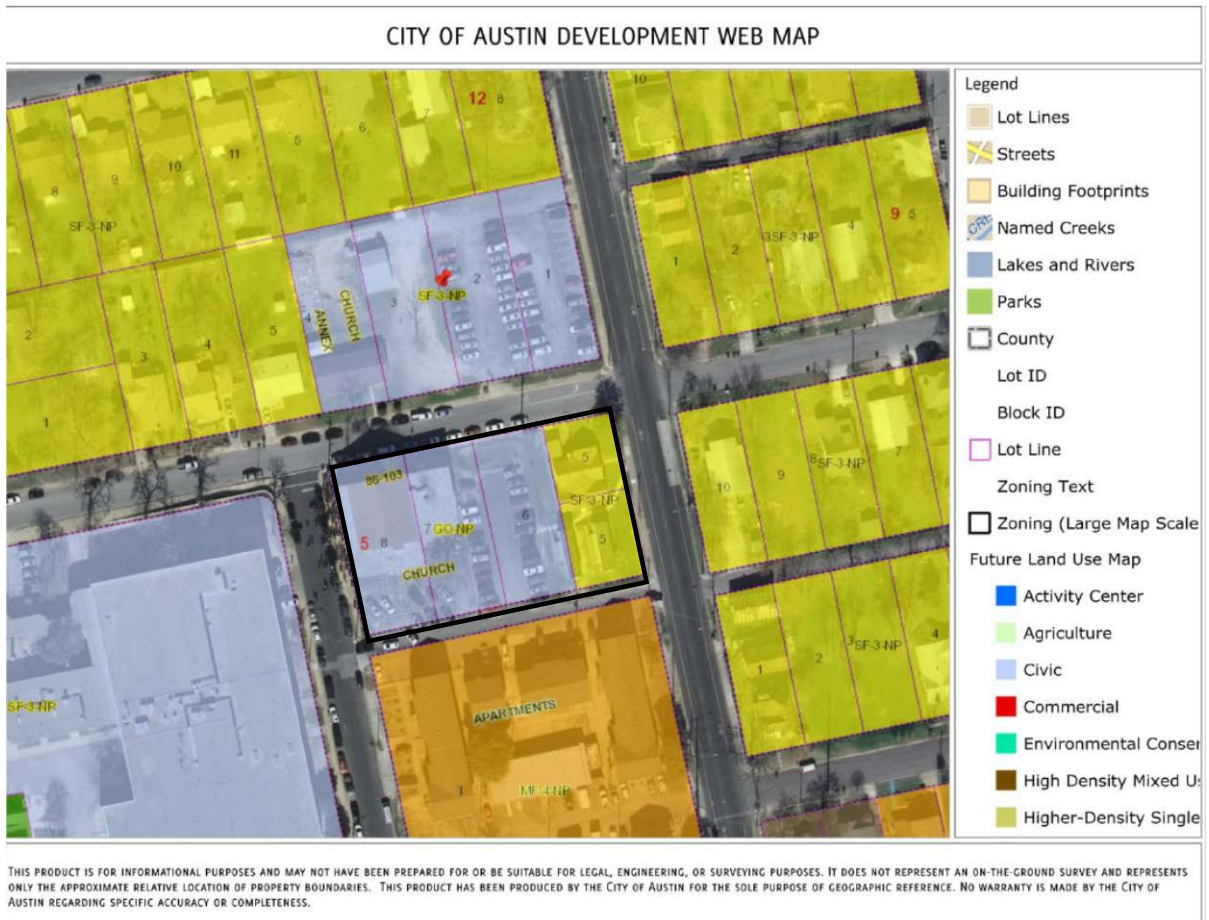 CITY OF AUSTIN DEVELOPMENT WEB MAP
10
12 8
7
6
5
11
10
9
8
SF-3-NP
9 5
4
3SF-3-NP
2
1
2
3
4
5
4
CHURCH
ANNEX
3
SF-3-NP
2
1
1
86-103
5 8
7 GO-NP
CHURCH
6
5
SF-3-NP
5
10
9
8SF-3-NP
7
1
2
3SF-3-NP
4
SF-3-NP
APARTMENTS
1
MF-4-NP
Legend
Lot Lines
Streets
Building Footprints
CRE
Named Creeks
Lakes and Rivers
Parks
County
Lot ID
Block ID
Lot Line
Zoning Text
Zoning (Large Map Scale
Future Land Use Map
Activity Center
Agriculture
Civic
Commercial
Environmental Conser
High Density Mixed U
Higher-Density Single
THIS PRODUCT IS FOR INFORMATIONAL PURPOSES AND MAY NOT HAVE BEEN PREPARED FOR OR BE SUITABLE FOR LEGAL, ENGINEERING, OR SURVEYING PURPOSES. IT DOES NOT REPRESENT AN ON-THE-GROUND SURVEY AND REPRESENTS
ONLY THE APPROXIMATE RELATIVE LOCATION OF PROPERTY BOUNDARIES. THIS PRODUCT HAS BEEN PRODUCED BY THE CITY OF AUSTIN FOR THE SOLE PURPOSE OF GEOGRAPHIC REFERENCE. NO WARRANTY IS MADE BY THE CITY OF
AUSTIN REGARDING SPECIFIC ACCURACY OR COMPLETENESS.